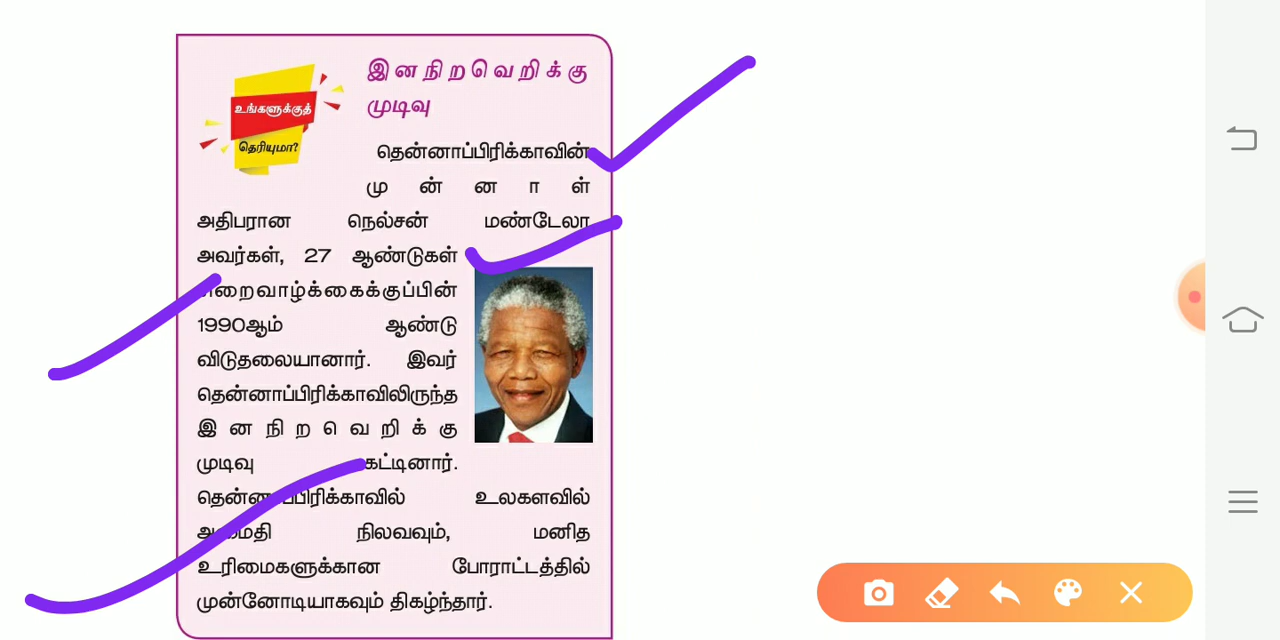 உங்களுக்குத்
தெரியுமா?
இனநிறவெறிக்கு
முடிவு
தென்னாப்பிரிக்காவின்
முன்னாள்
அதிபரான நெல்சன் மண்டேலா
அவர்கள், 27 ஆண்டுகள்
சிறைவாழ்க்கைக்குப்பின்
1990ஆம் ஆண்டு
விடுதலையானார். இவர்
தென்னாப்பிரிக்காவிலிருந்த
இனநிறவெறிக்கு
முடிவு கட்டினார்.
தென்னாப்பிரிக்காவில் உலகளவில்
அமைதி நிலவவும், மனித
உரிமைகளுக்கான போராட்டத்தில்
முன்னோடியாகவும் திகழ்ந்தார்.